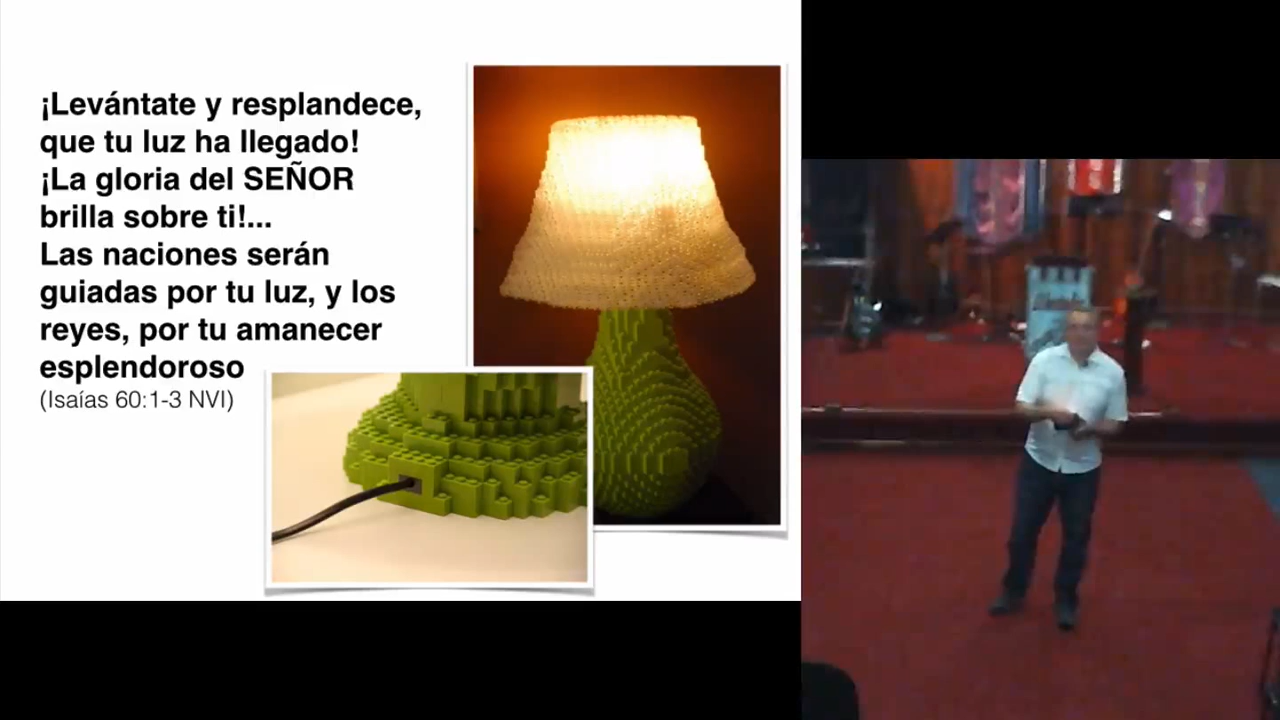 ¡Levántate y resplandece,
que tu luz ha llegado!
¡La gloria del SEÑOR
brilla sobre ti!...
Las naciones serán
guiadas por tu luz, y los
reyes, por tu amanecer
esplendoroso
(Isaías 60:1-3 NVI)